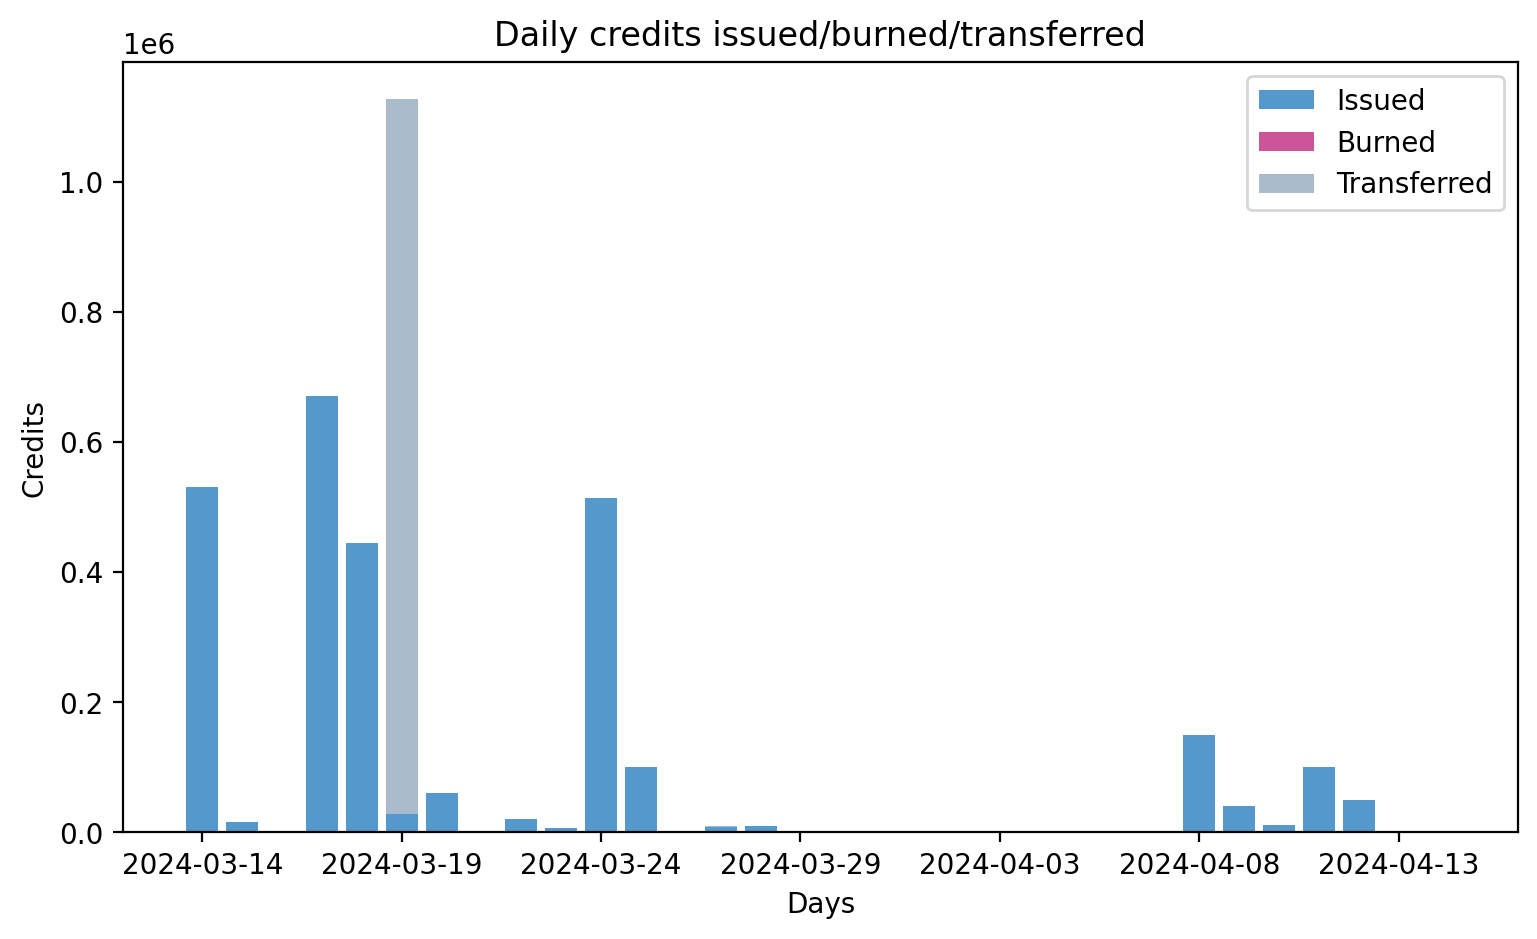 Daily credits issued/burned/transferred
1e6
Issued
Burned
Transferred
1.0
0.8
0.6
0.4
0.2
0.0
Credits
2024-03-14 2024-03-19 2024-03-24 2024-03-29 2024-04-03 2024-04-08 2024-04-13
Days